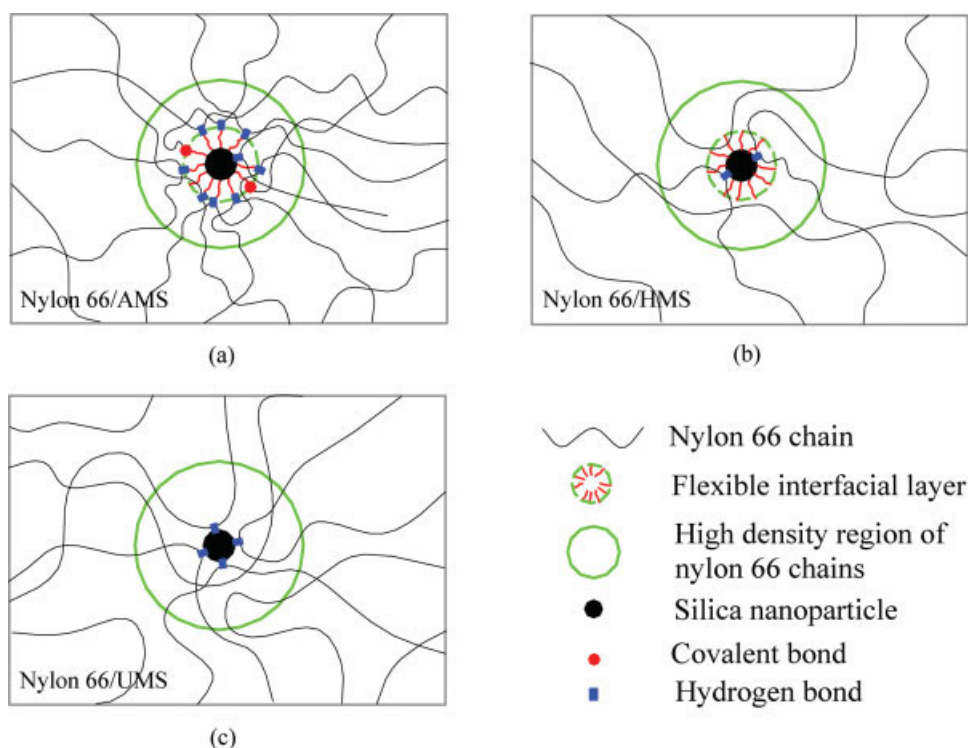 Nylon 66/AMS
(a)
Nylon 66/HMS
(b)
Nylon 66/UMS
(c)
Nylon 66 chain
Flexible interfacial layer
High density region of
nylon 66 chains
Silica nanoparticle
Covalent bond
Hydrogen bond